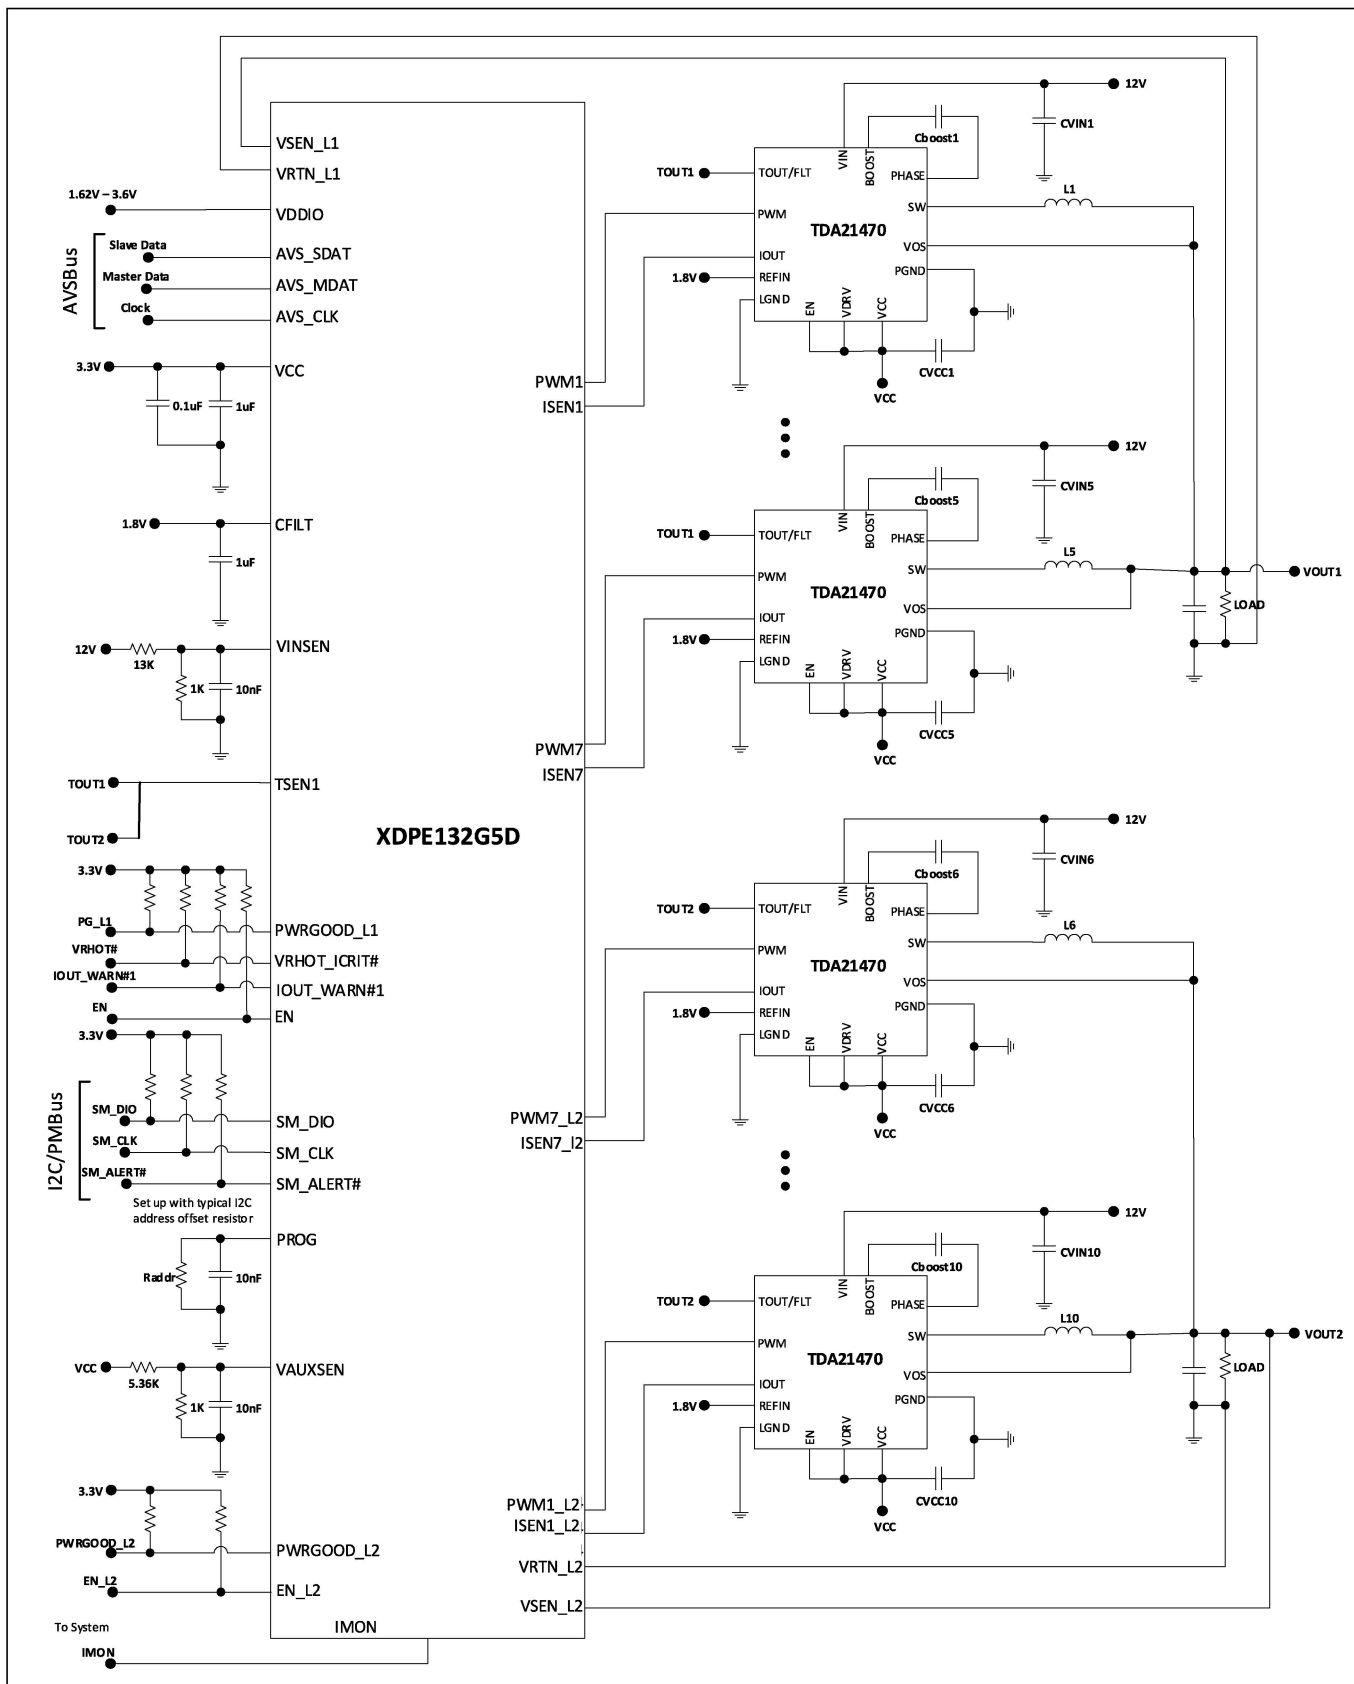 VSEN_L1
VRTN_L1
1.62V – 3.6V
VDDIO
AVSBus
Slave Data
AVS_SDAT
Master Data
AVS_MDAT
Clock
AVS_CLK
3.3V
VCC
0.1uF
1uF
1.8V
CFILT
1uF
12V
13K
VINSEN
1K
10nF
TOUT1
TSEN1
TOUT2
XDPE132G5D
3.3V
PG_L1
PWRGOOD_L1
VRHOT#
VRHOT_ICRIT#
IOUT_WARN#1
IOUT_WARN#1
EN
EN
3.3V
I2C/PMBus
SM_DIO
SM_DIO
SM_CLK
SM_CLK
SM_ALERT#
SM_ALERT#
Set up with typical I2C
address offset resistor
PROG
Raddr
10nF
VCC
5.36K
VAUXSEN
1K
10nF
3.3V
PWRGOOD_L2
PWRGOOD_L2
EN_L2
EN_L2
To System
IMON
IMON
PWM1
ISEN1
PWM7
ISEN7
PWM7_L2
ISEN7_l2
PWM1_L2
ISEN1_L2
VRTN_L2
VSEN_L2
12V
CVIN1
Cboost1
VIN
BOOST
TOUT1
TOUT/FLT
PHASE
L1
PWM
SW
TDA21470
VOS
IOUT
PGND
1.8V
REFIN
LGND
EN
VDRV
VCC
CVCC1
VCC
12V
CVIN5
Cboost5
VIN
BOOST
TOUT1
TOUT/FLT
PHASE
L5
PWM
SW
VOUT1
TDA21470
VOS
LOAD
IOUT
PGND
1.8V
REFIN
LGND
EN
VDRV
VCC
CVCC5
VCC
12V
CVIN6
Cboost6
VIN
BOOST
TOUT2
TOUT/FLT
PHASE
L6
PWM
SW
TDA21470
VOS
IOUT
PGND
1.8V
REFIN
LGND
EN
VDRV
VCC
CVCC6
VCC
12V
CVIN10
Cboost10
VIN
BOOST
TOUT2
TOUT/FLT
PHASE
L10
PWM
SW
VOUT2
TDA21470
VOS
LOAD
IOUT
PGND
1.8V
REFIN
LGND
EN
VDRV
VCC
CVCC10
VCC